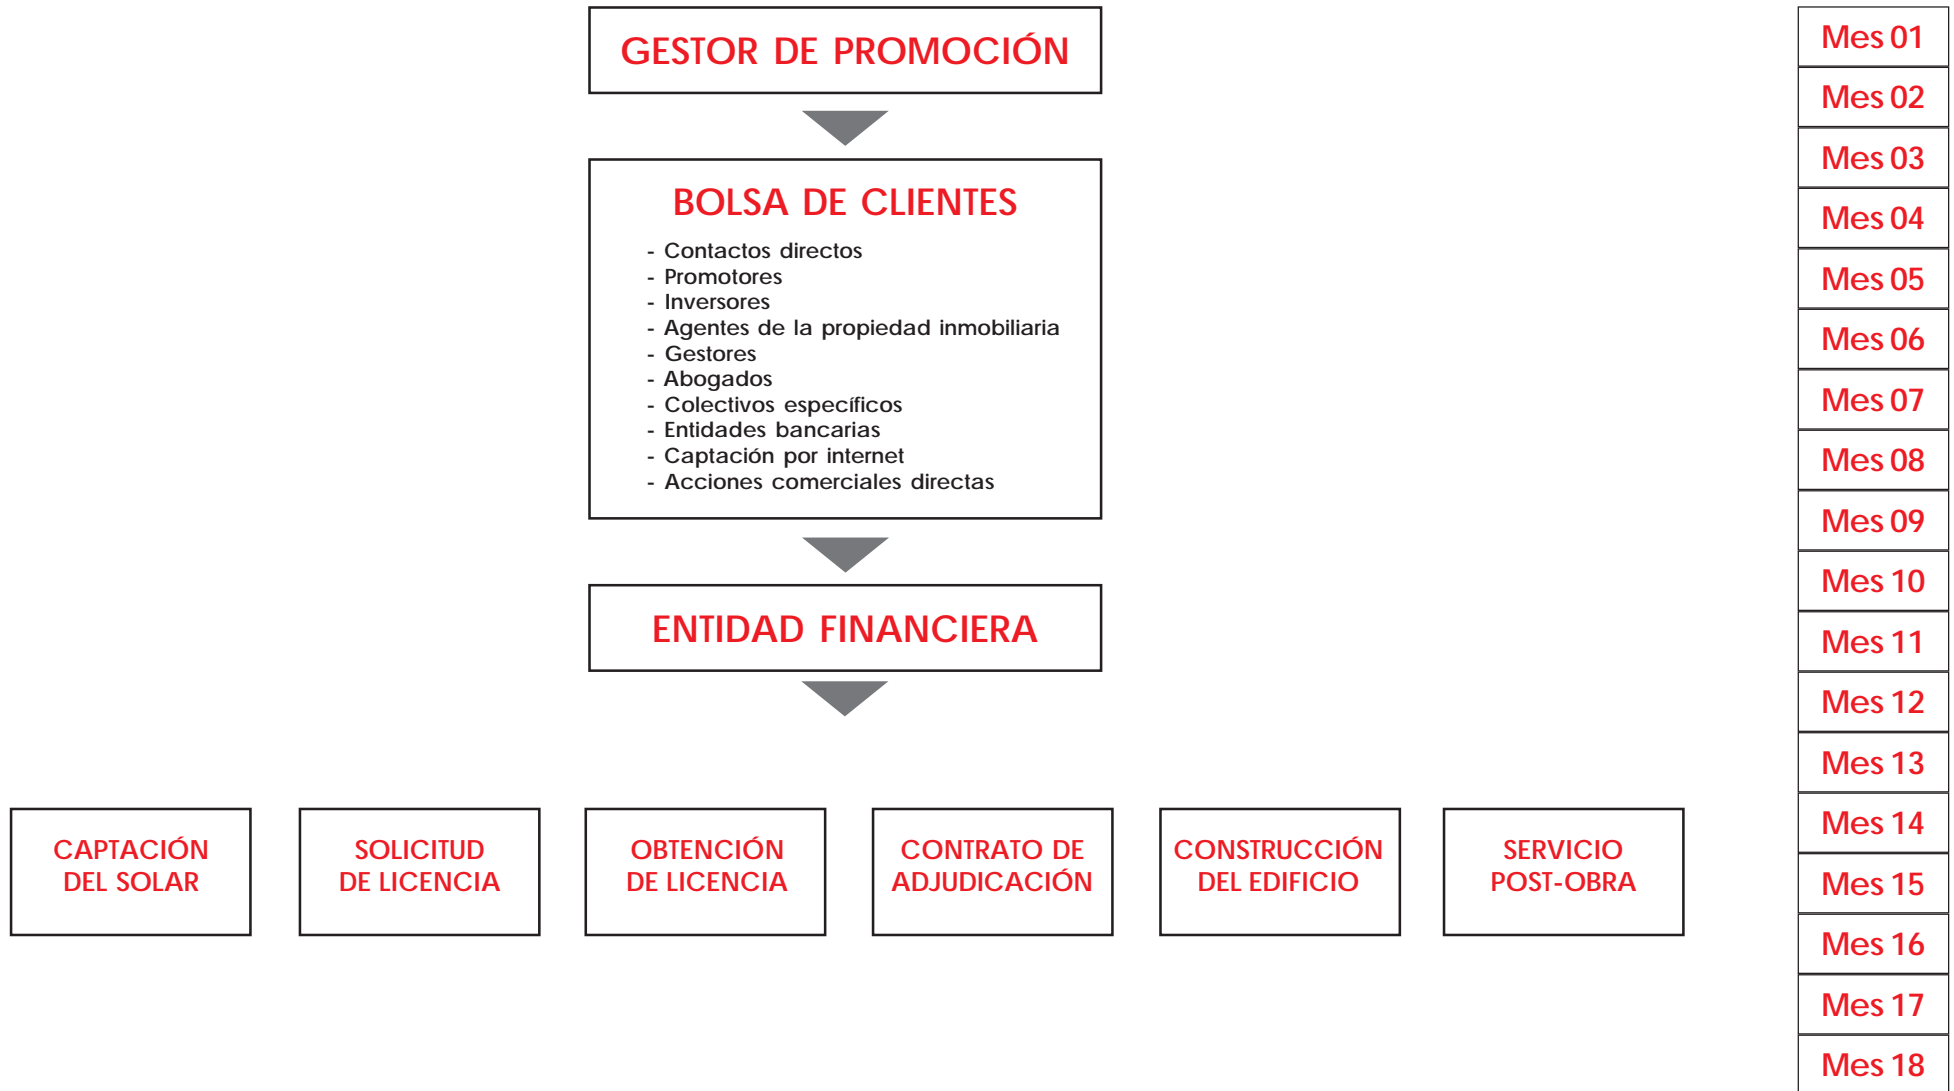 GESTOR DE PROMOCIÓN
BOLSA DE CLIENTES
- Contactos directos
- Promotores
- Inversores
- Agentes de la propiedad inmobiliaria
- Gestores
- Abogados
- Colectivos específicos
- Entidades bancarias
- Captación por internet
- Acciones comerciales directas
ENTIDAD FINANCIERA
CAPTACIÓN
DEL SOLAR
SOLICITUD
DE LICENCIA
OBTENCIÓN
DE LICENCIA
CONTRATO DE
ADJUDICACIÓN
CONSTRUCCIÓN
DEL EDIFICIO
SERVICIO
POST-OBRA
Mes 01
Mes 02
Mes 03
Mes 04
Mes 05
Mes 06
Mes 07
Mes 08
Mes 09
Mes 10
Mes 11
Mes 12
Mes 13
Mes 14
Mes 15
Mes 16
Mes 17
Mes 18